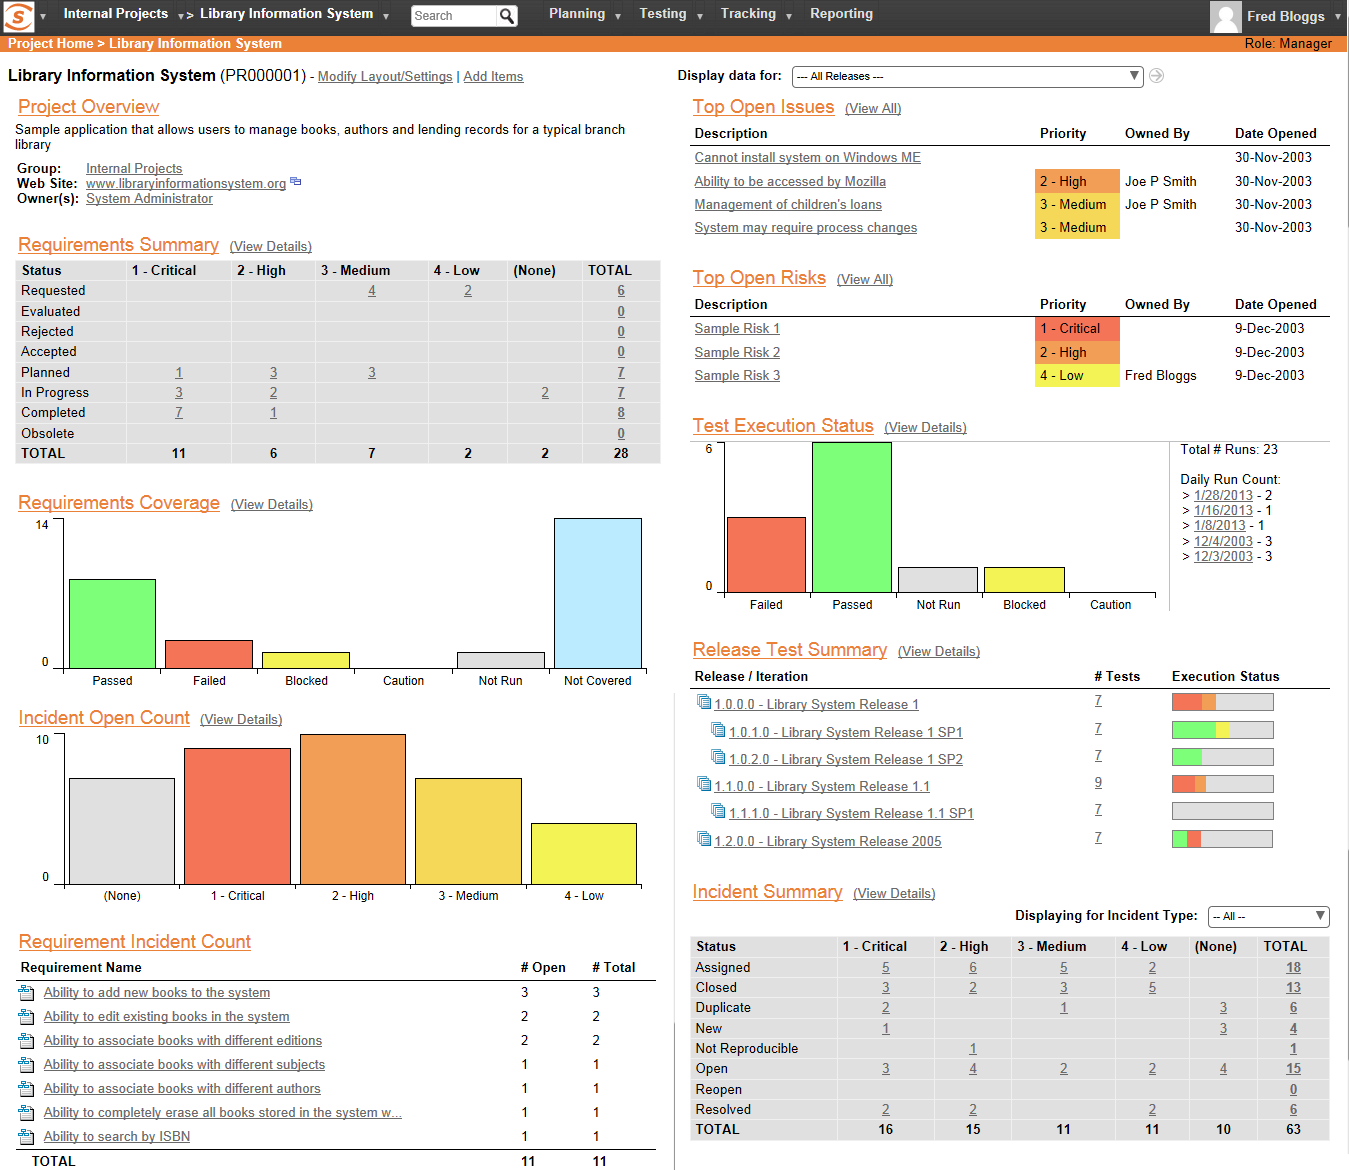 Internal Projects > Library Information System Search Planning Testing Tracking Reporting Fred Bloggs
Project Home > Library Information System Role: Manager
Library Information System (PR000001) - Modify Layout/Settings | Add Items
Project Overview
Sample application that allows users to manage books, authors and lending records for a typical branch
library
Group: Internal Projects
Web Site: www.libraryinformationsystem.org
Owner(s): System Administrator
Requirements Summary (View Details)
Status 1 - Critical 2 - High 3 - Medium 4 - Low (None) TOTAL
Requested 4 2 6
Evaluated 0
Rejected 0
Accepted 0
Planned 1 3 3 7
In Progress 3 2 2 7
Completed 7 1 8
Obsolete 0
TOTAL 11 6 7 2 2 28
Requirements Coverage (View Details)
14
0
Passed Failed Blocked Caution Not Run Not Covered
Incident Open Count (View Details)
10
0
(None) 1 - Critical 2 - High 3 - Medium 4 - Low
Requirement Incident Count
Requirement Name # Open # Total
Ability to add new books to the system 3 3
Ability to edit existing books in the system 2 2
Ability to associate books with different editions 2 2
Ability to associate books with different subjects 1 1
Ability to associate books with different authors 1 1
Ability to completely erase all books stored in the system w... 1 1
Ability to search by ISBN 1 1
TOTAL 11 11
Display data for: --- All Releases ---
Top Open Issues (View All)
Description Priority Owned By Date Opened
Cannot install system on Windows ME 30-Nov-2003
Ability to be accessed by Mozilla 2 - High Joe P Smith 30-Nov-2003
Management of children's loans 3 - Medium Joe P Smith 30-Nov-2003
System may require process changes 3 - Medium 30-Nov-2003
Top Open Risks (View All)
Description Priority Owned By Date Opened
Sample Risk 1 1 - Critical 9-Dec-2003
Sample Risk 2 2 - High 9-Dec-2003
Sample Risk 3 4 - Low Fred Bloggs 9-Dec-2003
Test Execution Status (View Details)
6
0
Failed Passed Not Run Blocked Caution
Total # Runs: 23
Daily Run Count:
> 1/28/2013 - 2
> 1/16/2013 - 1
> 1/8/2013 - 1
> 12/4/2003 - 3
> 12/3/2003 - 3
Release Test Summary (View Details)
Release / Iteration # Tests Execution Status
1.0.0.0 - Library System Release 1 7
1.0.1.0 - Library System Release 1 SP1 7
1.0.2.0 - Library System Release 1 SP2 7
1.1.0.0 - Library System Release 1.1 9
1.1.1.0 - Library System Release 1.1 SP1 7
1.2.0.0 - Library System Release 2005 7
Incident Summary (View Details)
Displaying for Incident Type: -- All --
Status 1 - Critical 2 - High 3 - Medium 4 - Low (None) TOTAL
Assigned 5 6 5 2 18
Closed 3 2 3 5 13
Duplicate 2 1 3 6
New 1 3 4
Not Reproducible 1 1
Open 3 4 2 2 4 15
Reopen 0
Resolved 2 2 2 6
TOTAL 16 15 11 11 10 63